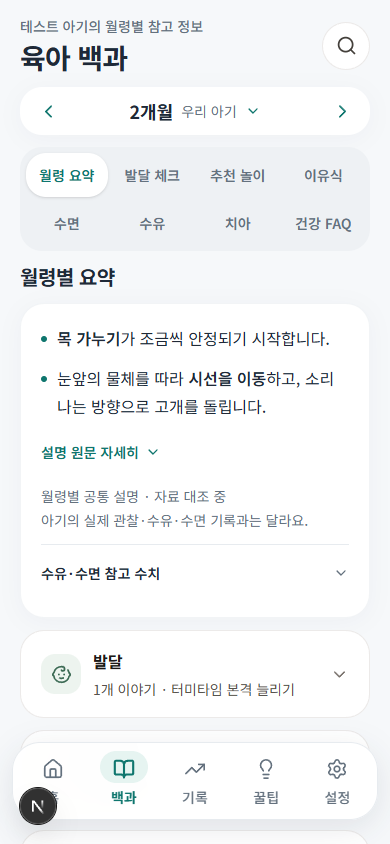 테스트 아기의 월령별 참고 정보
육아 백과
2개월 우리 아기
월령 요약 발달 체크 추천 놀이 이유식
수면 수유 치아 건강 FAQ
월령별 요약
• 목 가누기가 조금씩 안정되기 시작합니다.
• 눈앞의 물체를 따라 시선을 이동하고, 소리
나는 방향으로 고개를 돌립니다.
설명 원문 자세히
월령별 공통 설명 · 자료 대조 중
아기의 실제 관찰·수유·수면 기록과는 달라요.
수유·수면 참고 수치
발달
1개 이야기 · 터미타임 본격 늘리기
백과 기록 꿀팁 설정
N